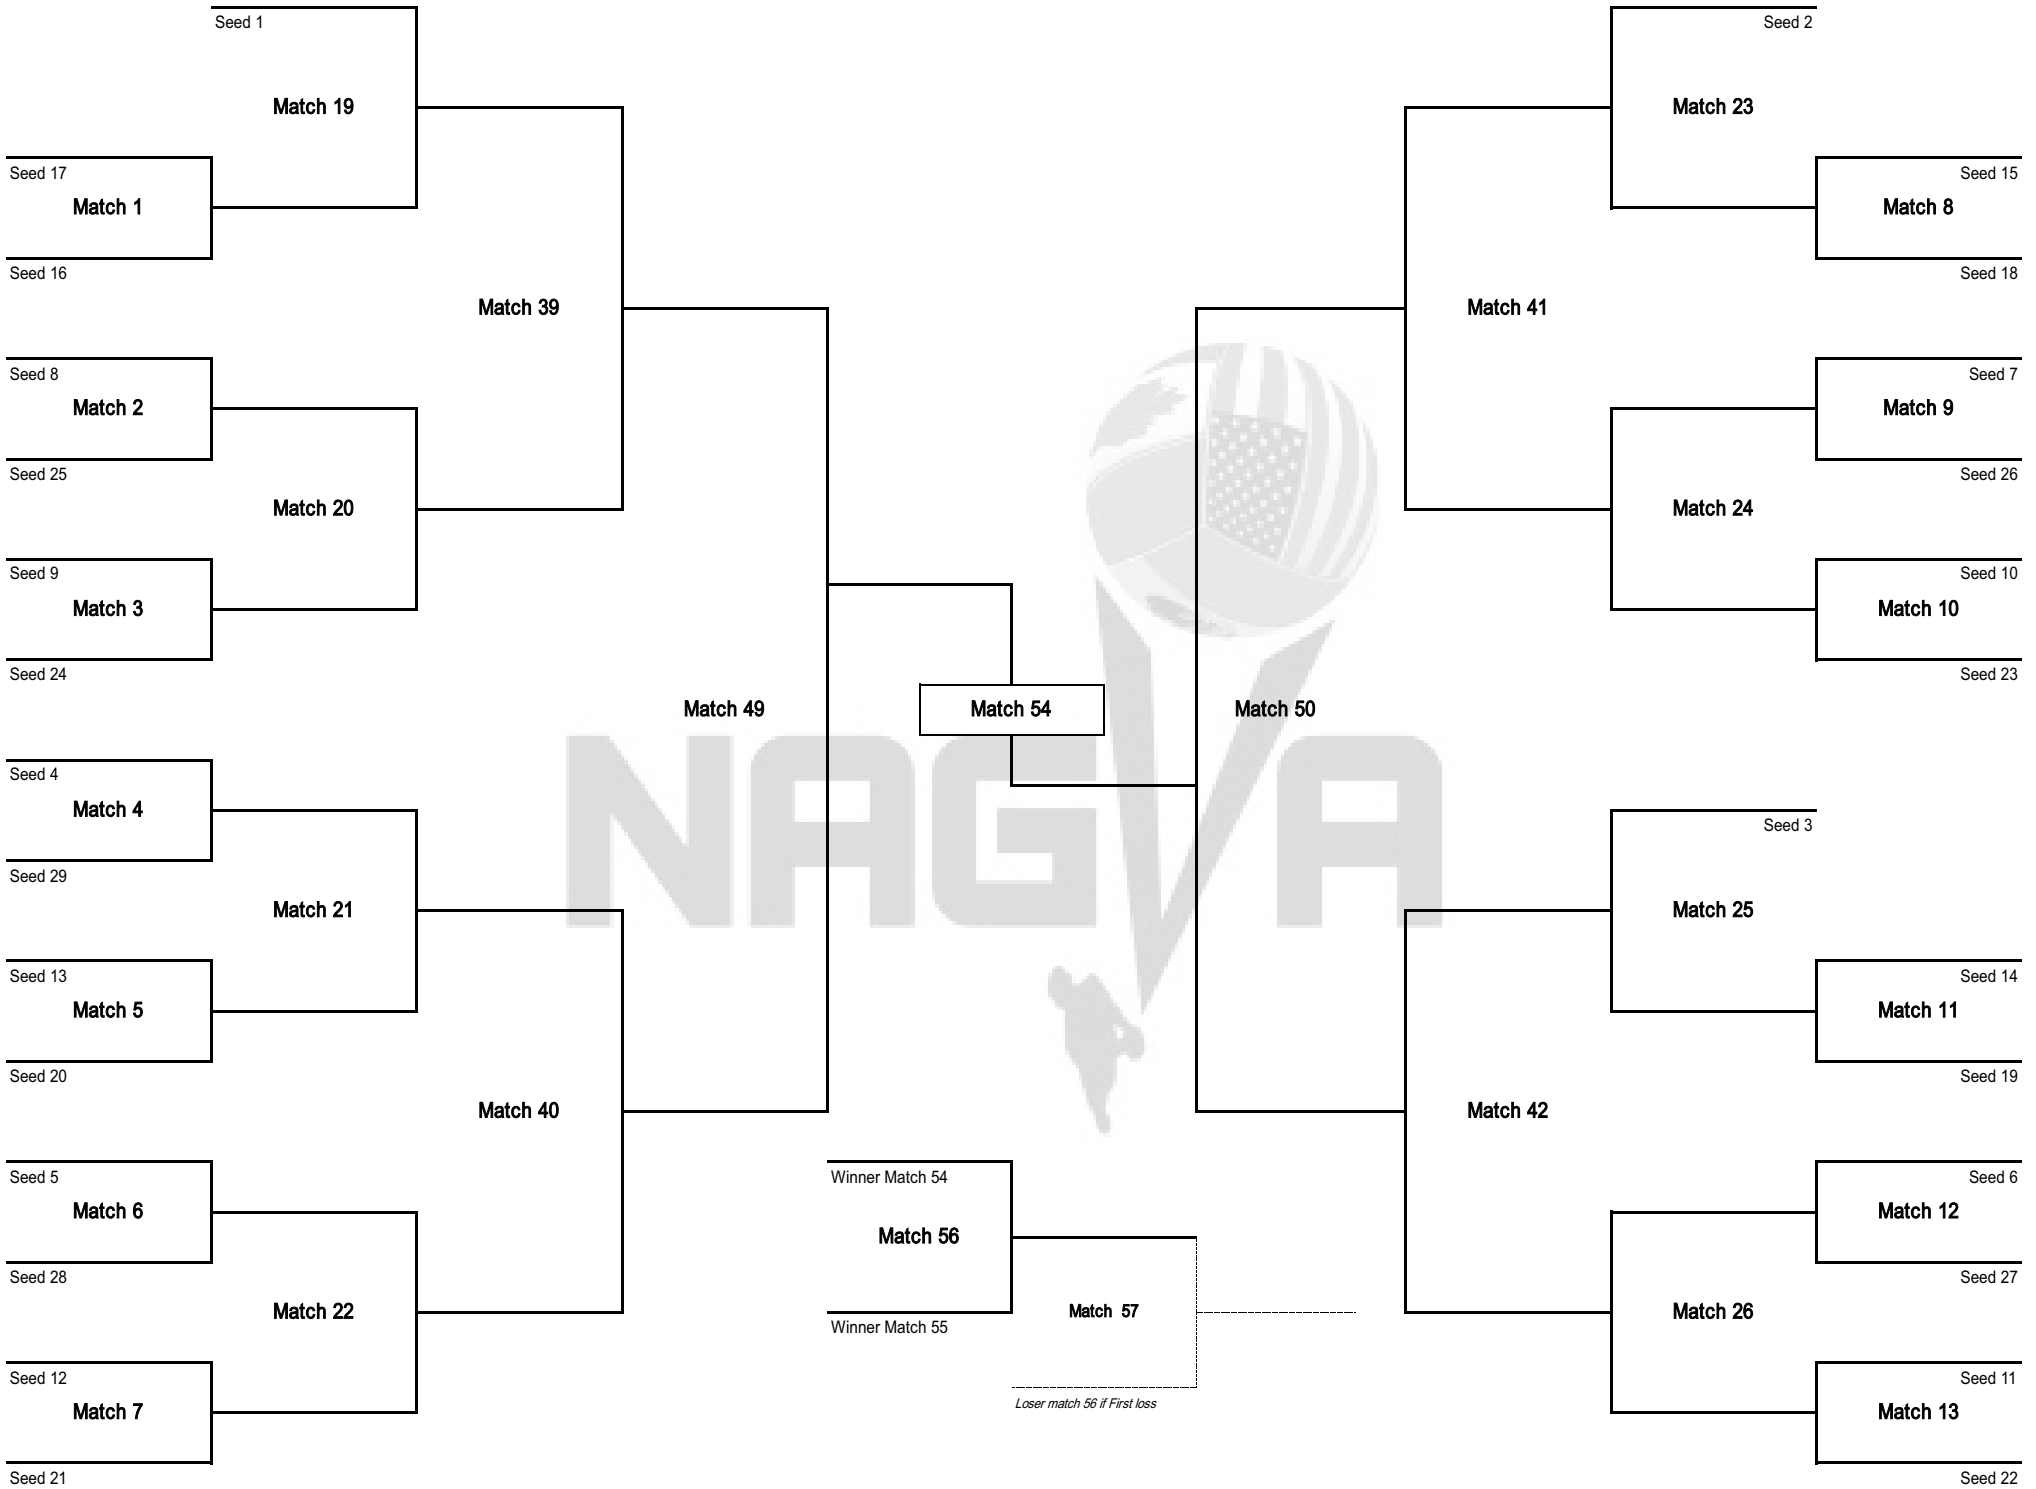 Seed 1
Seed 2
Match 19
Match 23
Seed 17
Seed 15
Match 1
Match 8
Seed 16
Seed 18
Match 39
Match 41
Seed 8
Seed 7
Match 2
Match 9
Seed 25
Seed 26
Match 20
Match 24
Seed 9
Seed 10
Match 3
Match 10
Seed 24
Seed 23
Match 49
Match 54
Match 50
NAGVA
Seed 4
Match 4
Seed 3
Seed 29
Match 21
Match 25
Seed 13
Seed 14
Match 5
Match 11
Seed 20
Seed 19
Match 40
Match 42
Seed 5
Winner Match 54
Seed 6
Match 6
Match 12
Match 56
Seed 28
Seed 27
Match 22
Match 57
Match 26
Winner Match 55
Seed 12
Seed 11
Loser match 56 if First loss
Match 7
Match 13
Seed 21
Seed 22